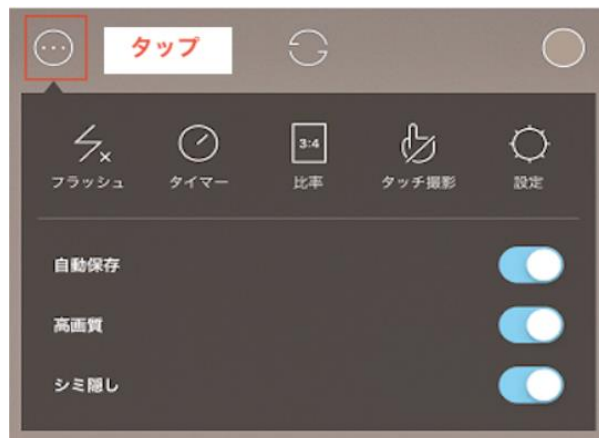 タップ
3:4
フラッシュ タイマー 比率 タッチ撮影 設定
自動保存
高画質
シミ隠し